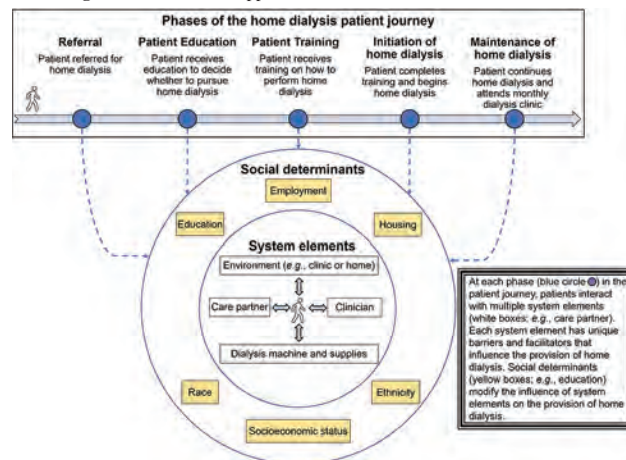 Phases of the home dialysis patient journey
Referral
Patient referred for
home dialysis
Patient Education
Patient receives
education to decide
whether to pursue
home dialysis
Patient Training
Patient receives
training on how to
perform home
dialysis
Initiation of
home dialysis
Patient completes
training and begins
home dialysis
Maintenance of
home dialysis
Patient continues
home dialysis and
attends monthly
dialysis clinic
Social determinants
Employment
Education
Housing
System elements
Environment (e.g., clinic or home)
Care partner
Clinician
Dialysis machine and supplies
Race
Ethnicity
Socioeconomic status
At each phase (blue circle ) in the
patient journey, patients interact
with multiple system elements
(white boxes; e.g., care partner).
Each system element has unique
barriers and facilitators that
influence the provision of home
dialysis. Social determinants
(yellow boxes; e.g., education)
modify the influence of system
elements on the provision of home
dialysis.